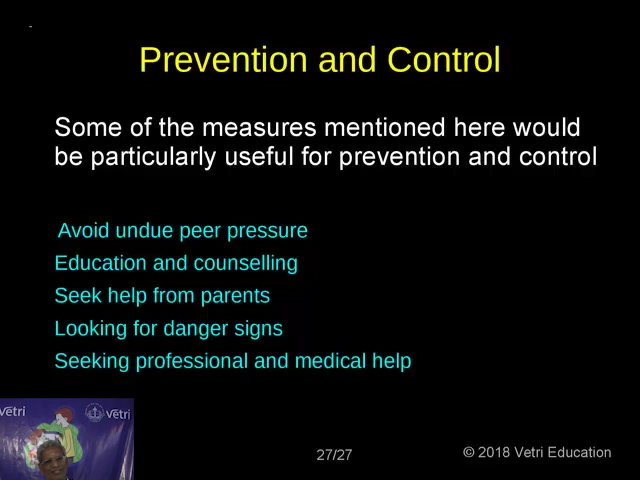 Prevention and Control
Some of the measures mentioned here would
be particularly useful for prevention and control
Avoid undue peer pressure
Education and counselling
Seek help from parents
Looking for danger signs
Seeking professional and medical help
Vetri
Vetri
27/27
© 2018 Vetri Education